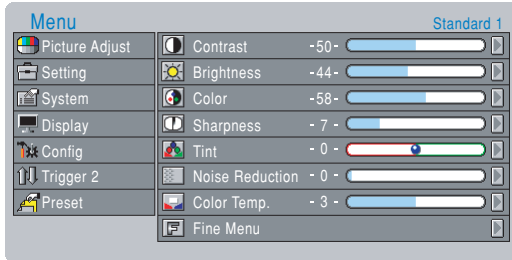 Menu
Standard 1
Picture Adjust
Setting
System
Display
Config
Trigger 2
Preset
Contrast -50-
Brightness -44-
Color -58-
Sharpness - 7 -
Tint - 0 -
Noise Reduction - 0 -
Color Temp. - 3 -
Fine Menu